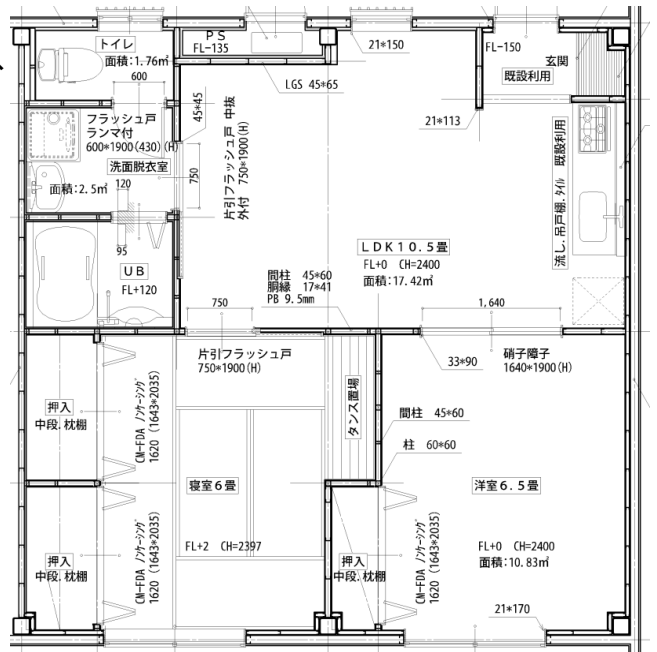 トイレ
面積:1.76㎡
600
PS
FL-135
21*150
FL-150
玄関
既設利用
LGS 45*65
45*45
21*113
フラッシュ戸
ランマ付
600*1900(430)(H)
洗面脱衣室
面積:2.5㎡
120
750
片引フラッシュ戸 中抜
外付 750*1900(H)
流し.吊戸棚.タイル 既設利用
95
UB
FL+120
LDK10.5畳
FL+0 CH=2400
面積:17.42㎡
間柱 45*60
胴縁 17*41
PB 9.5mm
750
1,640
片引フラッシュ戸
750*1900(H)
33*90
硝子障子
1640*1900(H)
押入
中段.枕棚
CM-FDA ノンケーシング
1620 (1643*2035)
タンス置場
間柱 45*60
柱 60*60
寝室6畳
洋室6.5畳
押入
中段.枕棚
CM-FDA ノンケーシング
1620 (1643*2035)
FL+2 CH=2397
押入
中段.枕棚
CM-FDA ノンケーシング
1620 (1643*2035)
FL+0 CH=2400
面積:10.83㎡
21*170